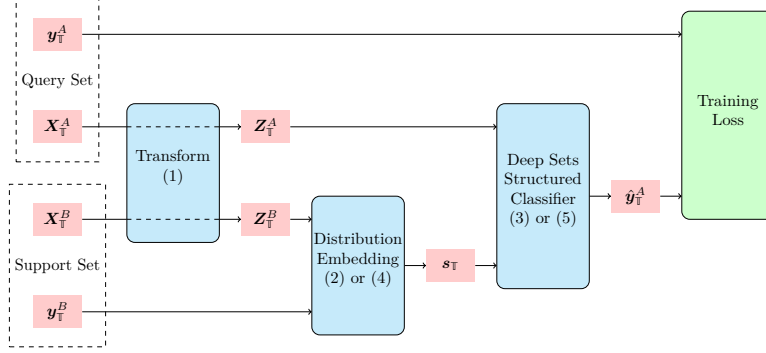 y_𝕋^A
Query Set
X_𝕋^A
Transform
(1)
Z_𝕋^A
X_𝕋^B
Support Set
y_𝕋^B
Z_𝕋^B
Distribution
Embedding
(2) or (4)
s_𝕋
Deep Sets
Structured
Classifier
(3) or (5)
ŷ_𝕋^A
Training
Loss